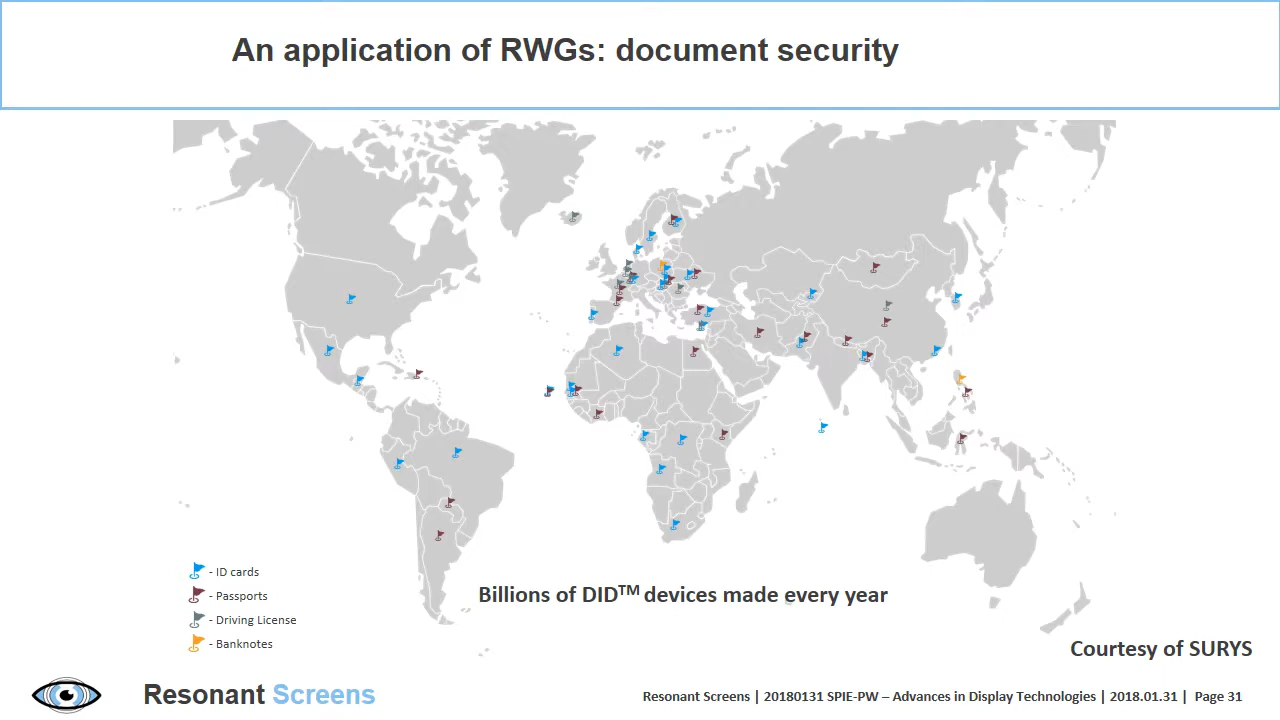 An application of RWGs: document security
- ID cards
- Passports
- Driving License
- Banknotes
Billions of DID™ devices made every year
Courtesy of SURYS
Resonant Screens
Resonant Screens | 20180131 SPIE-PW – Advances in Display Technologies | 2018.01.31 | Page 31